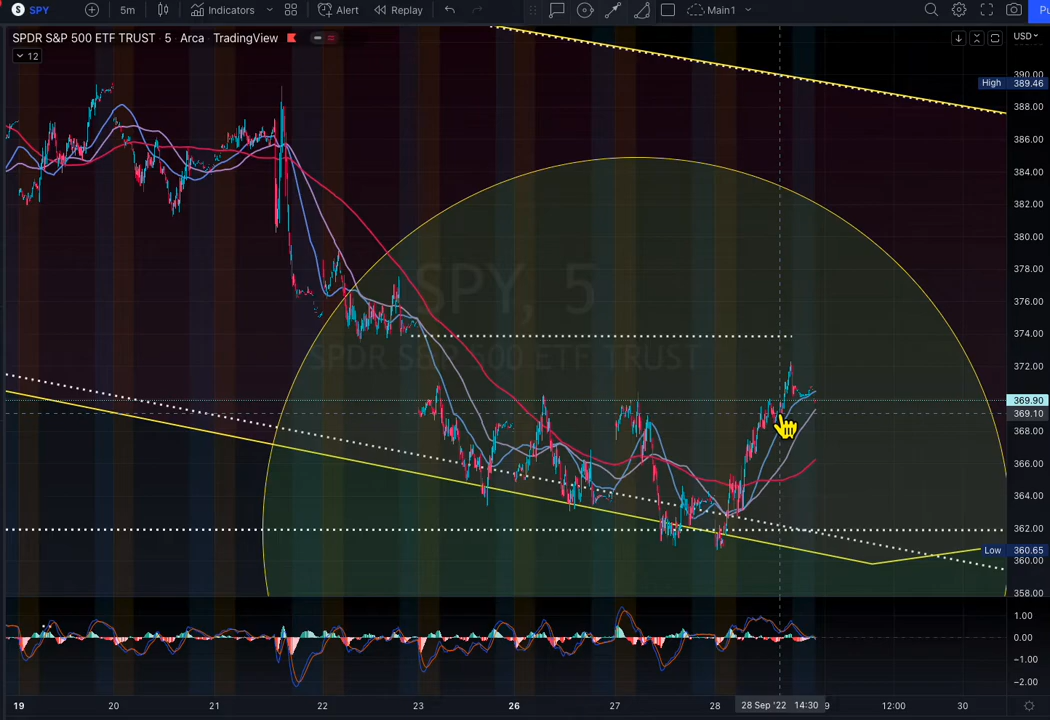 S SPY 5m Indicators Alert Replay Main1 Pu
SPDR S&P 500 ETF TRUST · 5 · Arca · TradingView
USD
12
390.00
High 389.46
388.00
386.00
384.00
382.00
380.00
378.00
SPY, 5
376.00
374.00
SPDR S&P 500 ETF TRUST
372.00
369.90
369.10
368.00
366.00
364.00
362.00
Low 360.65
360.00
358.00
1.00
0.00
−1.00
−2.00
19 20 21 22 23 26 27 28 28 Sep '22 14:30 9 12:00 30